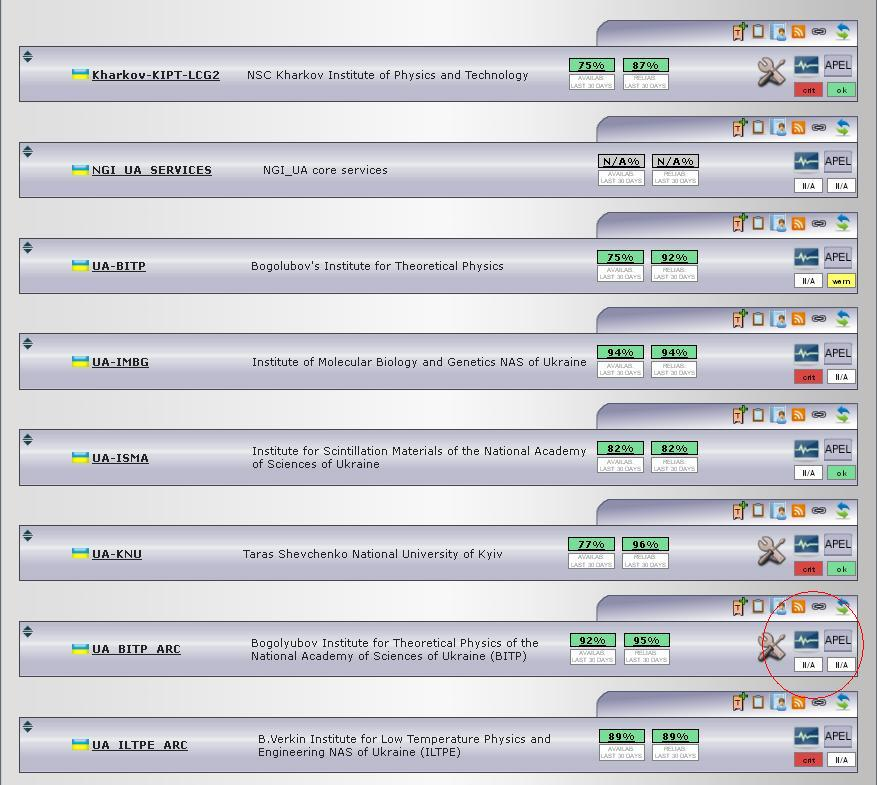 Kharkov-KIPT-LCG2 NSC Kharkov Institute of Physics and Technology 75% 87% APEL
AVAILAB. LAST 30 DAYS RELIAB. LAST 30 DAYS crit ok
NGI_UA_SERVICES NGI_UA core services N/A% N/A% APEL
AVAILAB. LAST 30 DAYS RELIAB. LAST 30 DAYS N/A N/A
UA-BITP Bogolubov's Institute for Theoretical Physics 75% 92% APEL
AVAILAB. LAST 30 DAYS RELIAB. LAST 30 DAYS N/A warn
UA-IMBG Institute of Molecular Biology and Genetics NAS of Ukraine 94% 94% APEL
AVAILAB. LAST 30 DAYS RELIAB. LAST 30 DAYS crit N/A
UA-ISMA Institute for Scintillation Materials of the National Academy 82% 82% APEL
of Sciences of Ukraine AVAILAB. LAST 30 DAYS RELIAB. LAST 30 DAYS N/A ok
UA-KNU Taras Shevchenko National University of Kyiv 77% 96% APEL
AVAILAB. LAST 30 DAYS RELIAB. LAST 30 DAYS crit ok
UA_BITP_ARC Bogolyubov Institute for Theoretical Physics of the 92% 95% APEL
National Academy of Sciences of Ukraine (BITP) AVAILAB. LAST 30 DAYS RELIAB. LAST 30 DAYS N/A N/A
UA_ILTPE_ARC B.Verkin Institute for Low Temperature Physics and 89% 89% APEL
Engineering NAS of Ukraine (ILTPE) AVAILAB. LAST 30 DAYS RELIAB. LAST 30 DAYS crit N/A